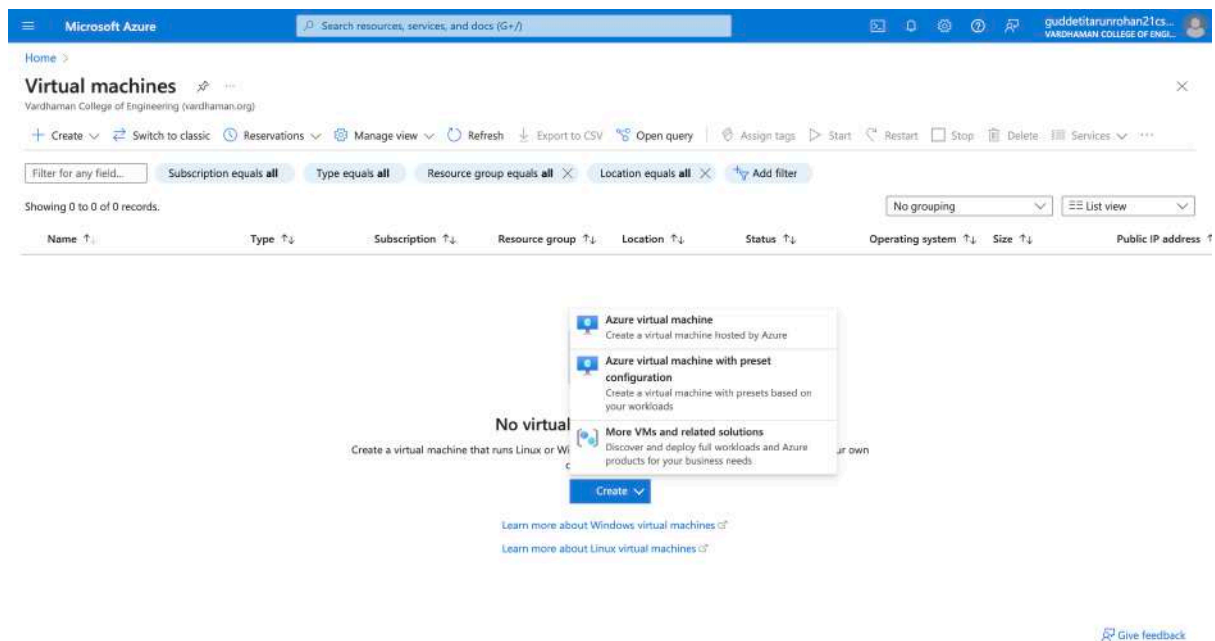 Microsoft Azure
Search resources, services, and docs (G+/)
guddetitarunrohan21cs...
VARDHAMAN COLLEGE OF ENGI...
Home >
Virtual machines
Vardhaman College of Engineering (vardhaman.org)
Create Switch to classic Reservations Manage view Refresh Export to CSV Open query Assign tags Start Restart Stop Delete Services
Filter for any field... Subscription equals all Type equals all Resource group equals all Location equals all Add filter
Showing 0 to 0 of 0 records. No grouping List view
Name Type Subscription Resource group Location Status Operating system Size Public IP address
Azure virtual machine
Create a virtual machine hosted by Azure
Azure virtual machine with preset
configuration
Create a virtual machine with presets based on
your workloads
More VMs and related solutions
Discover and deploy full workloads and Azure
products for your business needs
No virtual
Create a virtual machine that runs Linux or Wi ur own
Create
Learn more about Windows virtual machines
Learn more about Linux virtual machines
Give feedback